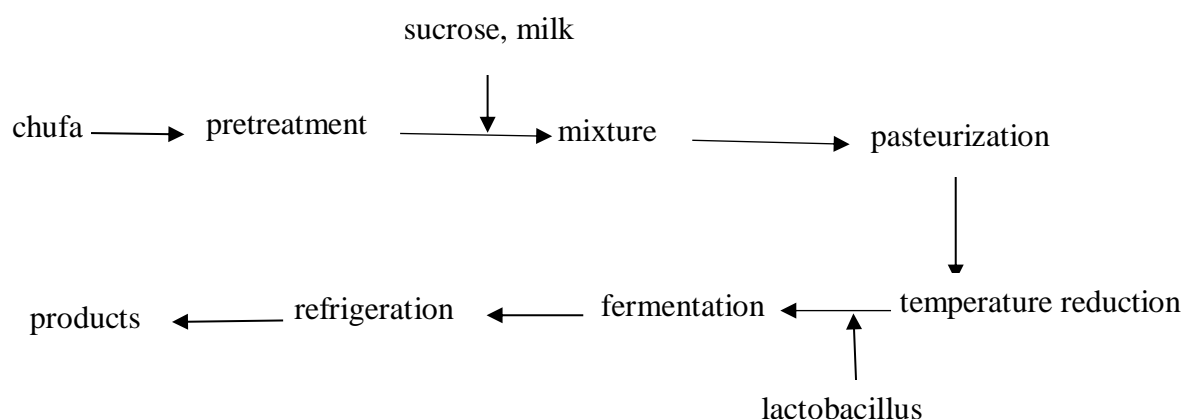 sucrose, milk
chufa
pretreatment
mixture
pasteurization
temperature reduction
fermentation
refrigeration
products
lactobacillus